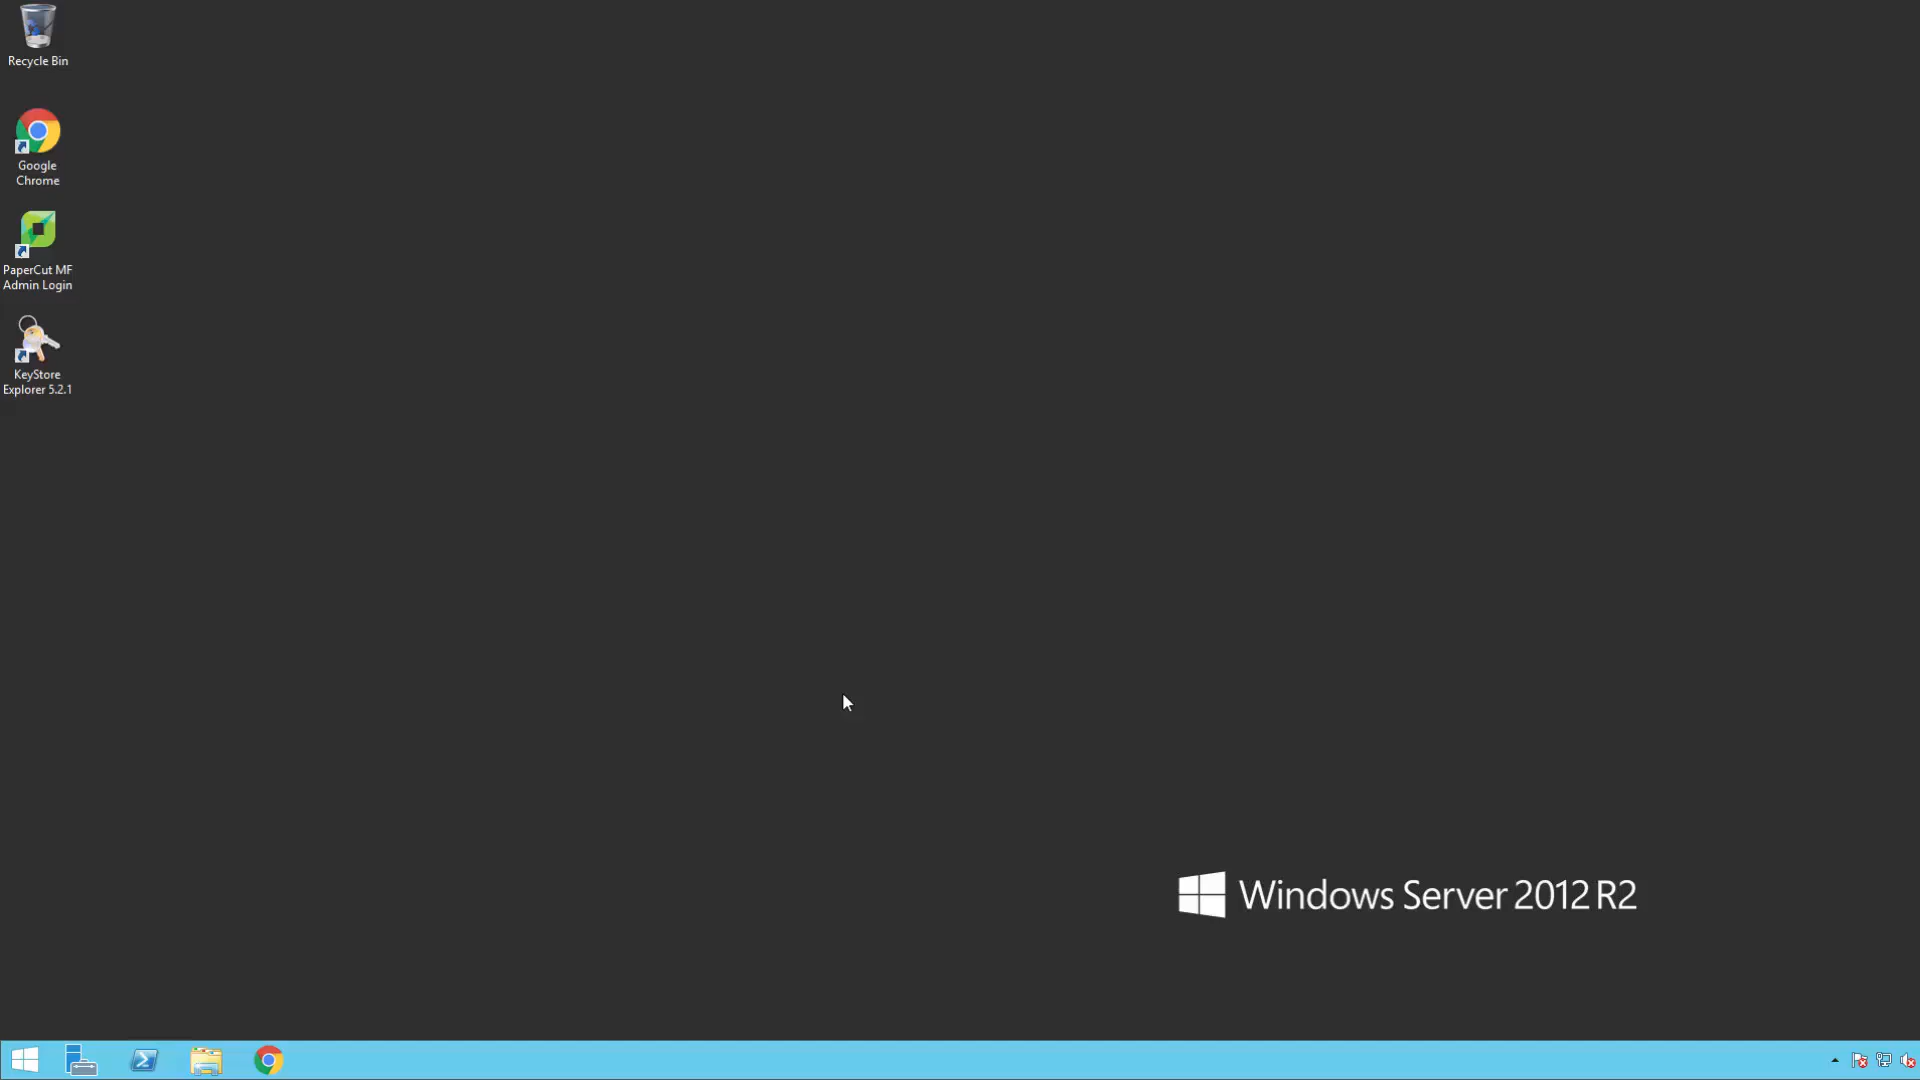 Recycle Bin
Google
Chrome
PaperCut MF
Admin Login
KeyStore
Explorer 5.2.1
Windows Server 2012 R2